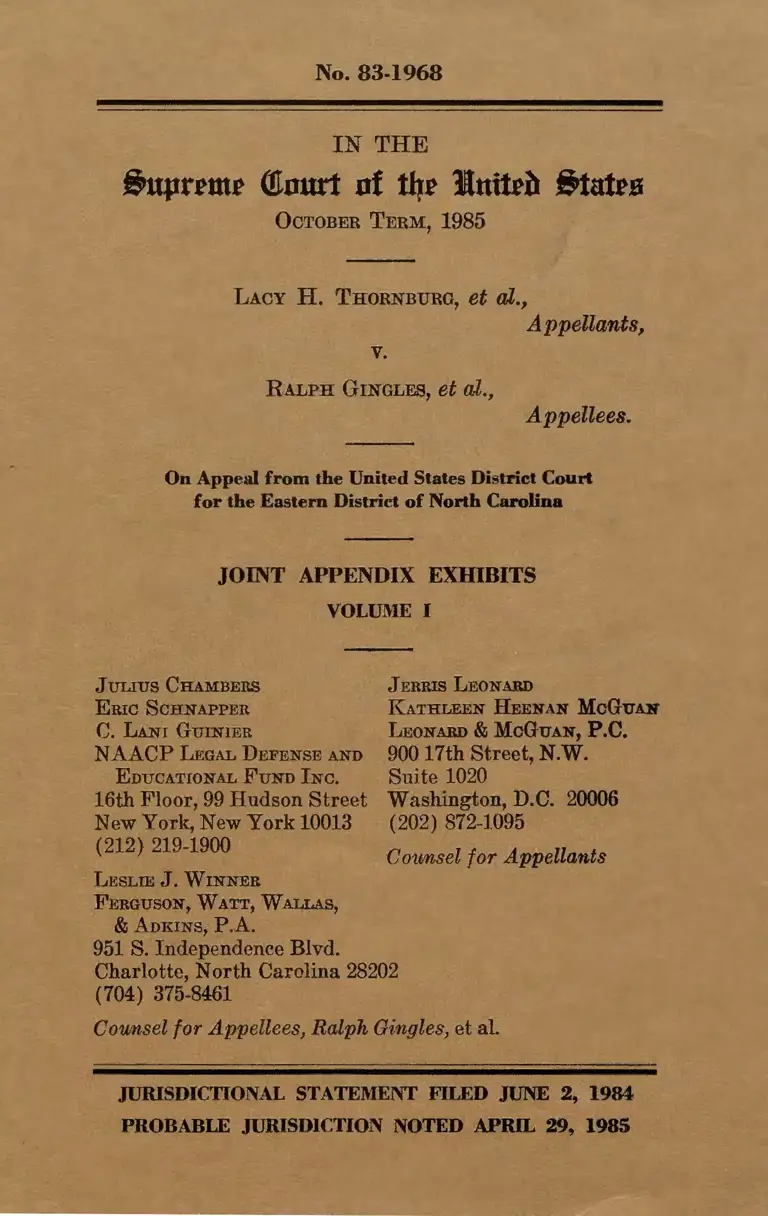 No. 83-1968
IN THE
Supreme Court of the United States
OCTOBER TERM, 1985
LACY H. THORNBURG, et al.,
Appellants,
v.
RALPH GINGLES, et al.,
Appellees.
On Appeal from the United States District Court
for the Eastern District of North Carolina
JOINT APPENDIX EXHIBITS
VOLUME I
JULIUS CHAMBERS
ERIC SCHNAPPER
C. LANI GUINIER
NAACP LEGAL DEFENSE AND
EDUCATIONAL FUND INC.
16th Floor, 99 Hudson Street
New York, New York 10013
(212) 219-1900
LESLIE J. WINNER
FERGUSON, WATT, WALLAS,
& ADKINS, P.A.
951 S. Independence Blvd.
Charlotte, North Carolina 28202
(704) 375-8461
Counsel for Appellees, Ralph Gingles, et al.
JERRIS LEONARD
KATHLEEN HEENAN MCGUAN
LEONARD & MCGUAN, P.C.
900 17th Street, N.W.
Suite 1020
Washington, D.C. 20006
(202) 872-1095
Counsel for Appellants
JURISDICTIONAL STATEMENT FILED JUNE 2, 1984
PROBABLE JURISDICTION NOTED APRIL 29, 1985